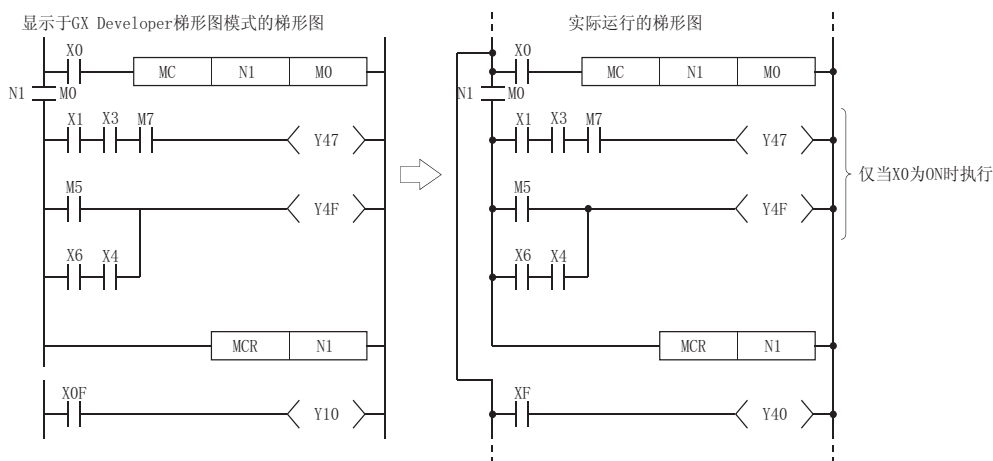 显示于GX Developer梯形图模式的梯形图
X0
MC N1 M0
N1 M0
X1 X3 M7
Y47
M5
Y4F
X6 X4
MCR N1
X0F
Y10
实际运行的梯形图
X0
MC N1 M0
N1 M0
X1 X3 M7
Y47
M5
Y4F
X6 X4
MCR N1
XF
Y40
仅当X0为ON时执行